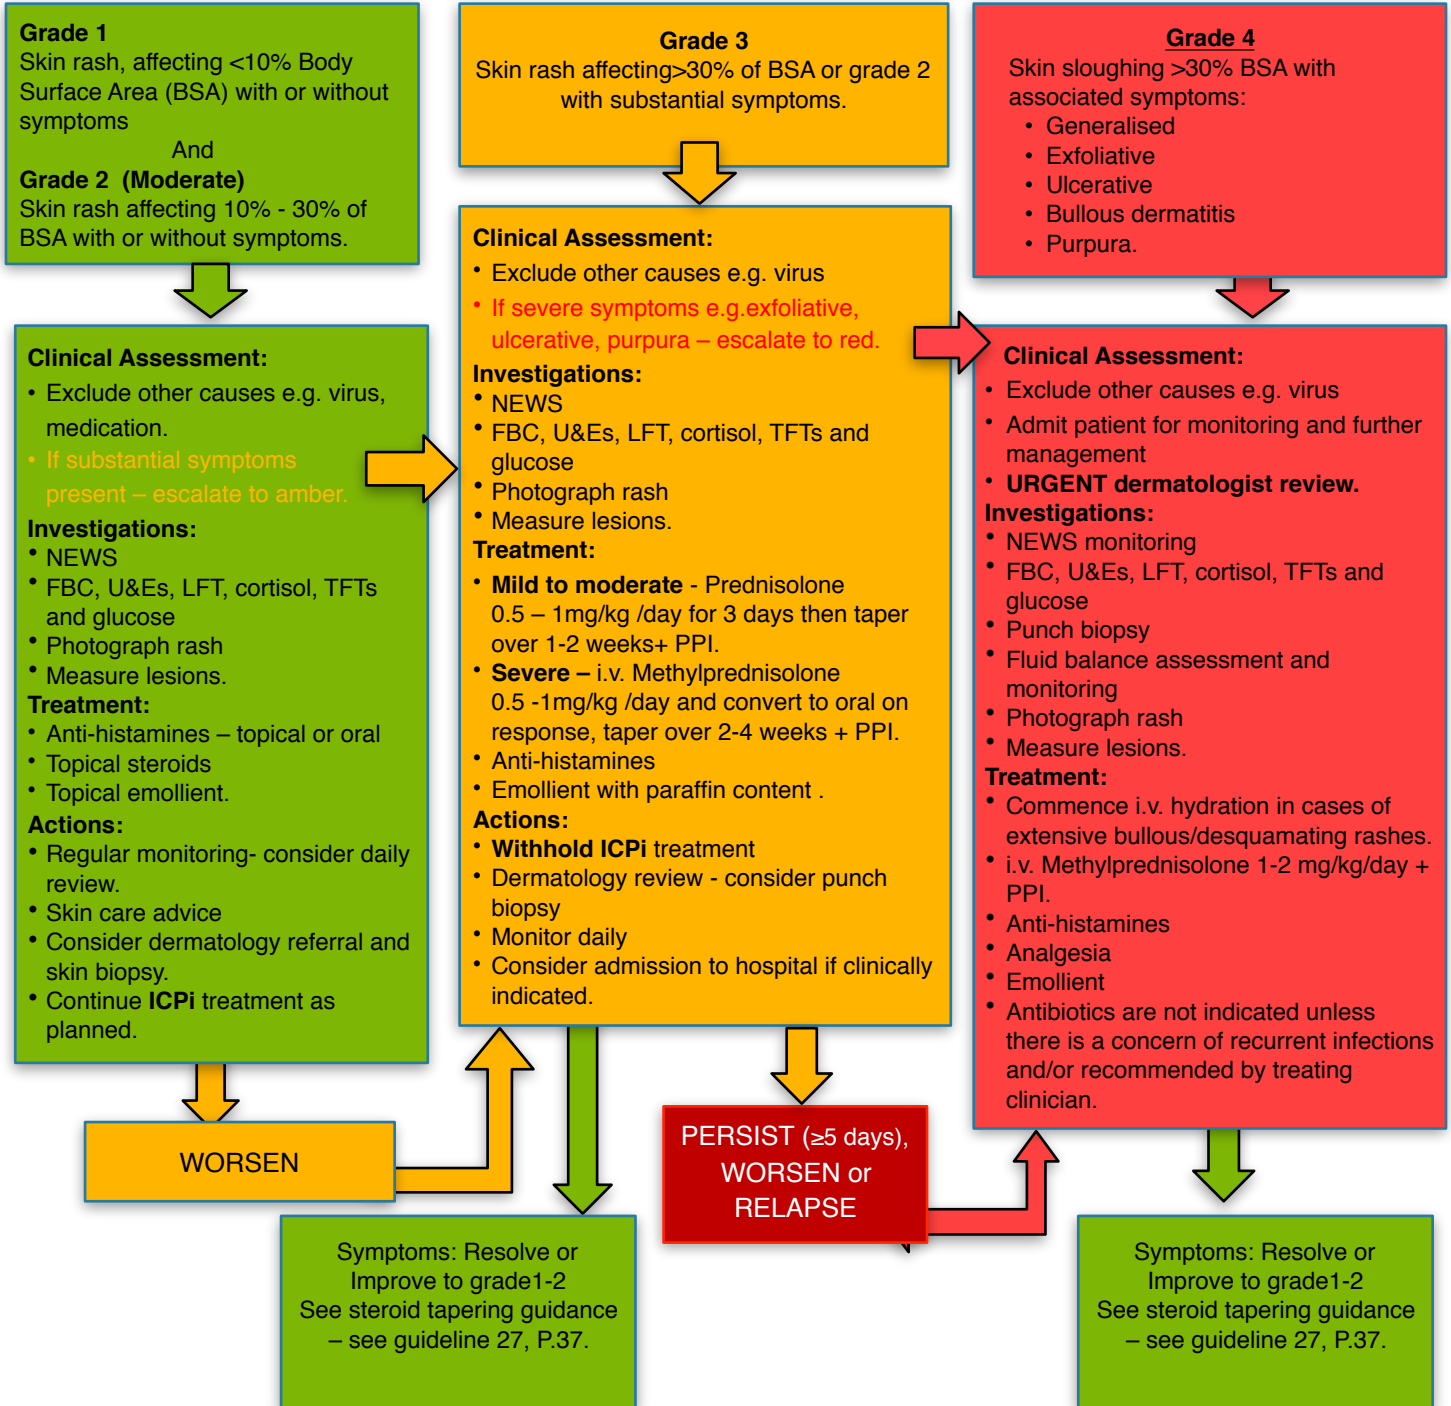 Grade 1
Skin rash, affecting <10% Body
Surface Area (BSA) with or without
symptoms
And
Grade 2 (Moderate)
Skin rash affecting 10% - 30% of
BSA with or without symptoms.
Clinical Assessment:
• Exclude other causes e.g. virus,
medication.
• If substantial symptoms
present – escalate to amber.
Investigations:
• NEWS
• FBC, U&Es, LFT, cortisol, TFTs
and glucose
• Photograph rash
• Measure lesions.
Treatment:
• Anti-histamines – topical or oral
• Topical steroids
• Topical emollient.
Actions:
• Regular monitoring- consider daily
review.
• Skin care advice
• Consider dermatology referral and
skin biopsy.
• Continue ICPi treatment as
planned.
WORSEN
Grade 3
Skin rash affecting>30% of BSA or grade 2
with substantial symptoms.
Clinical Assessment:
• Exclude other causes e.g. virus
• If severe symptoms e.g.exfoliative,
ulcerative, purpura – escalate to red.
Investigations:
• NEWS
• FBC, U&Es, LFT, cortisol, TFTs and
glucose
• Photograph rash
• Measure lesions.
Treatment:
• Mild to moderate - Prednisolone
0.5 – 1mg/kg /day for 3 days then taper
over 1-2 weeks+ PPI.
• Severe – i.v. Methylprednisolone
0.5 -1mg/kg /day and convert to oral on
response, taper over 2-4 weeks + PPI.
• Anti-histamines
• Emollient with paraffin content .
Actions:
• Withhold ICPi treatment
• Dermatology review - consider punch
biopsy
• Monitor daily
• Consider admission to hospital if clinically
indicated.
Symptoms: Resolve or
Improve to grade1-2
See steroid tapering guidance
– see guideline 27, P.37.
PERSIST (≥5 days),
WORSEN or
RELAPSE
Grade 4
Skin sloughing >30% BSA with
associated symptoms:
• Generalised
• Exfoliative
• Ulcerative
• Bullous dermatitis
• Purpura.
Clinical Assessment:
• Exclude other causes e.g. virus
• Admit patient for monitoring and further
management
• URGENT dermatologist review.
Investigations:
• NEWS monitoring
• FBC, U&Es, LFT, cortisol, TFTs and
glucose
• Punch biopsy
• Fluid balance assessment and
monitoring
• Photograph rash
• Measure lesions.
Treatment:
• Commence i.v. hydration in cases of
extensive bullous/desquamating rashes.
• i.v. Methylprednisolone 1-2 mg/kg/day +
PPI.
• Anti-histamines
• Analgesia
• Emollient
• Antibiotics are not indicated unless
there is a concern of recurrent infections
and/or recommended by treating
clinician.
Symptoms: Resolve or
Improve to grade1-2
See steroid tapering guidance
– see guideline 27, P.37.